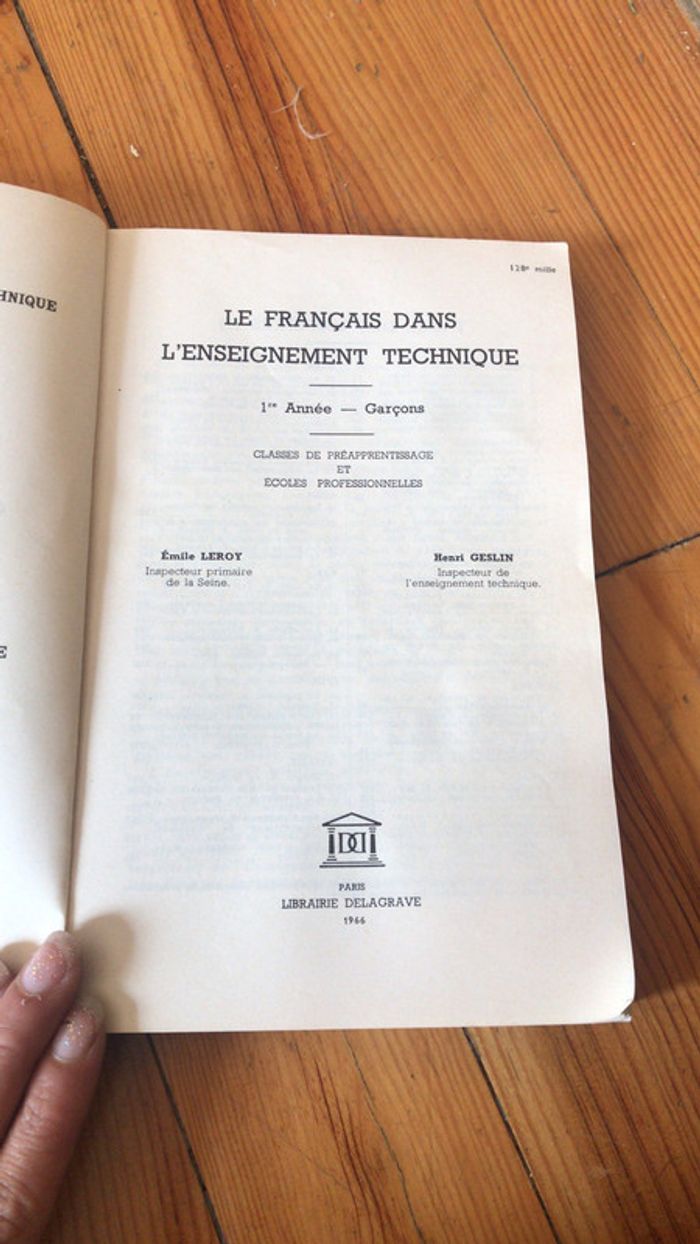 HNIQUE
E
128e mille
LE FRANÇAIS DANS
L'ENSEIGNEMENT TECHNIQUE
1re Année — Garçons
CLASSES DE PRÉAPPRENTISSAGE
ET
ÉCOLES PROFESSIONNELLES
Émile LEROY
Inspecteur primaire
de la Seine.
Henri GESLIN
Inspecteur de
l'enseignement technique.
PARIS
LIBRAIRIE DELAGRAVE
1966